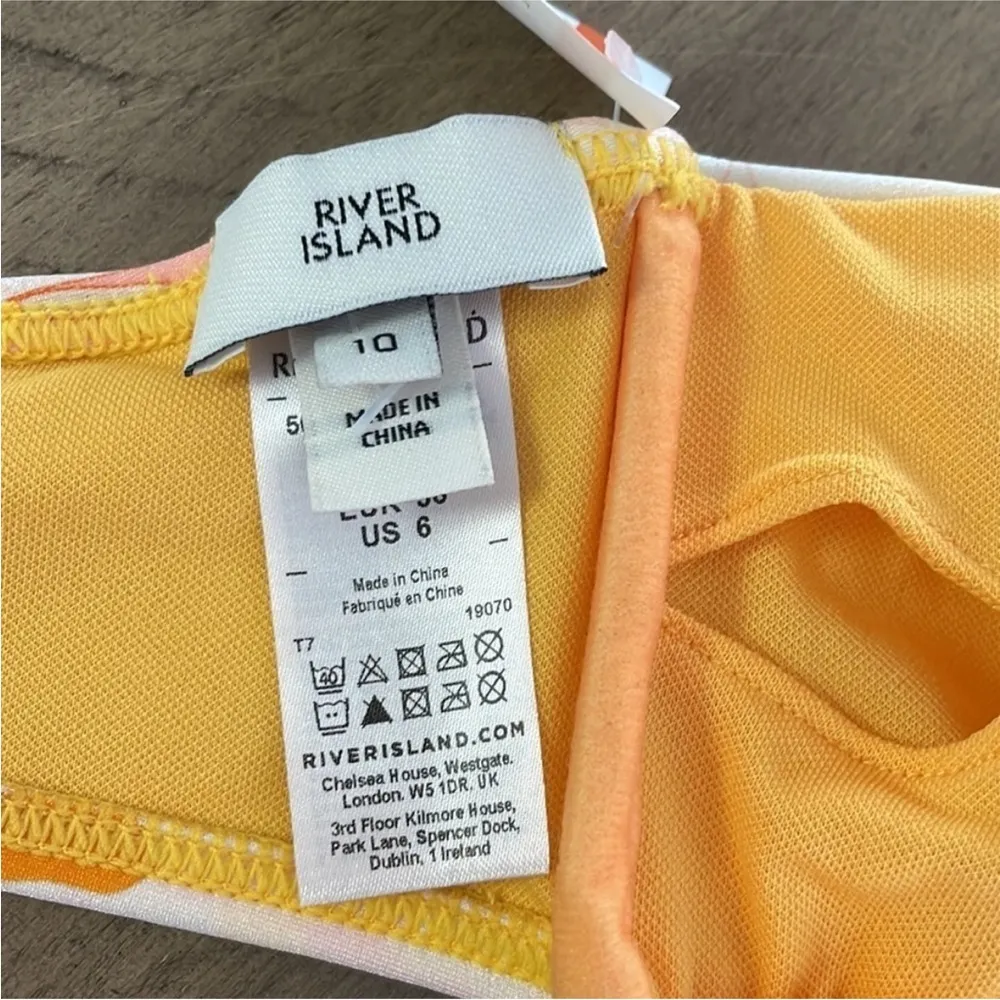 RIVER
ISLAND
10
MADE IN
CHINA
US 6
Made in China
Fabriqué en Chine
19070
T7
40
RIVERISLAND.COM
Chelsea House, Westgate.
London. W5 1DR. UK
3rd Floor Kilmore House,
Park Lane, Spencer Dock,
Dublin, 1 Ireland